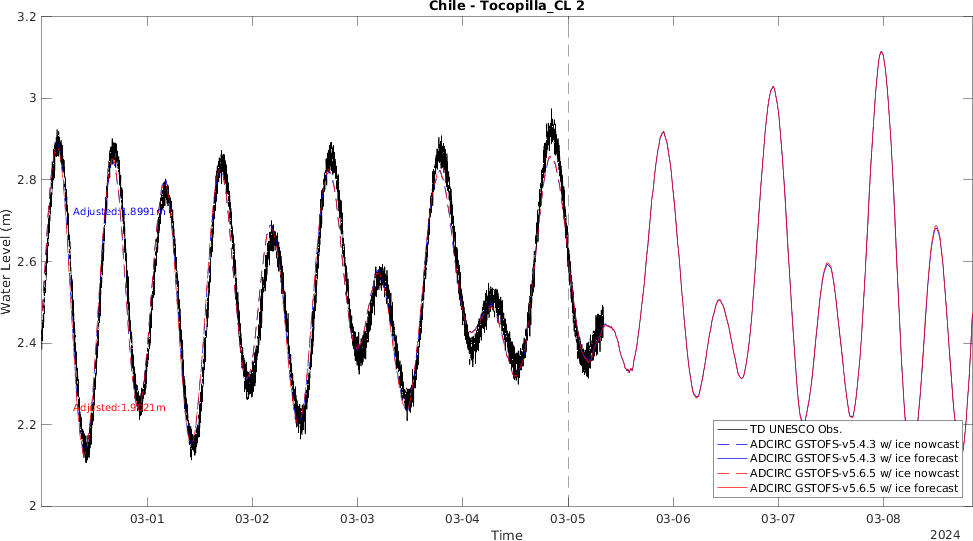 Chile - Tocopilla_CL 2
Water Level (m)
3.2
3
2.8
2.6
2.4
2.2
2
Adjusted:1.8991m
03-01
03-02
03-03
03-04
03-05
03-06
03-07
03-08
Time
2024
TD UNESCO Obs.
ADCIRC GSTOFS-v5.4.3 w/ ice nowcast
ADCIRC GSTOFS-v5.4.3 w/ ice forecast
ADCIRC GSTOFS-v5.6.5 w/ ice nowcast
ADCIRC GSTOFS-v5.6.5 w/ ice forecast